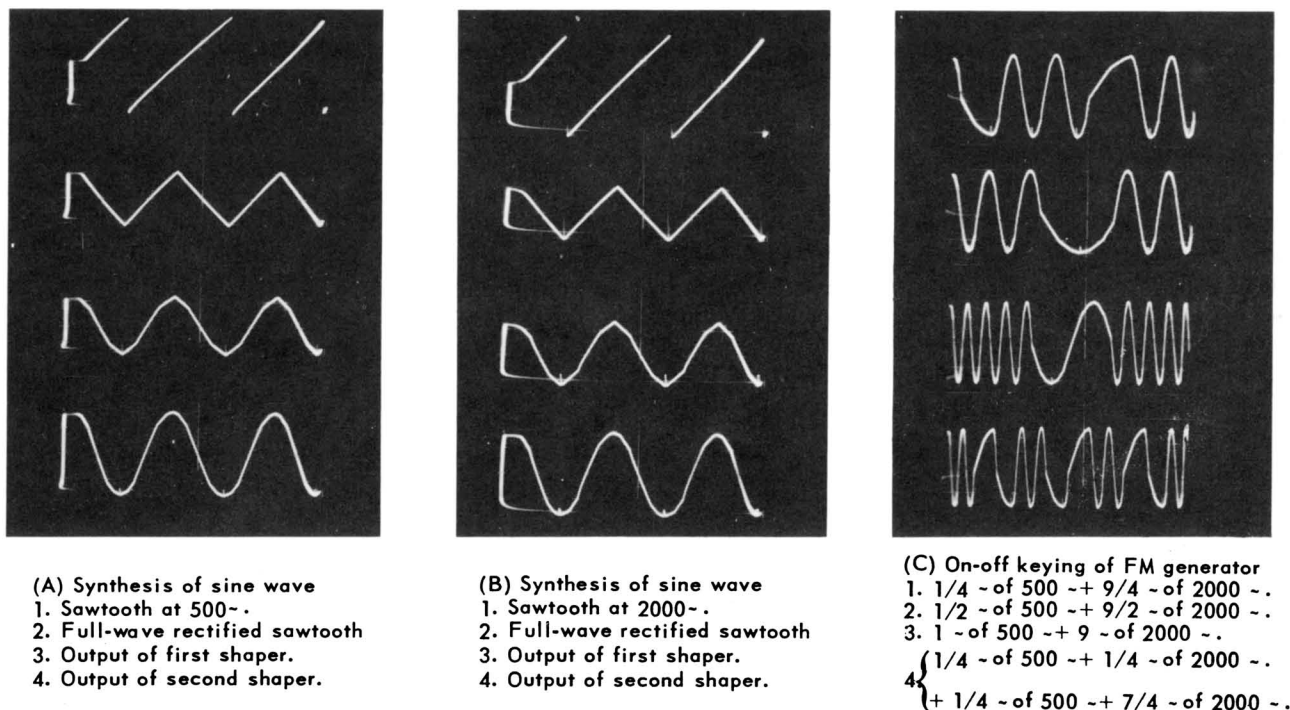 (A) Synthesis of sine wave
1. Sawtooth at 500~.
2. Full-wave rectified sawtooth
3. Output of first shaper.
4. Output of second shaper.
(B) Synthesis of sine wave
1. Sawtooth at 2000~.
2. Full-wave rectified sawtooth
3. Output of first shaper.
4. Output of second shaper.
(C) On-off keying of FM generator
1. 1/4 ~ of 500 ~+ 9/4 ~ of 2000 ~.
2. 1/2 ~ of 500 ~+ 9/2 ~ of 2000 ~.
3. 1 ~ of 500 ~+ 9 ~ of 2000 ~.
4{ 1/4 ~ of 500 ~+ 1/4 ~ of 2000 ~.
+ 1/4 ~ of 500 ~+ 7/4 ~ of 2000 ~.